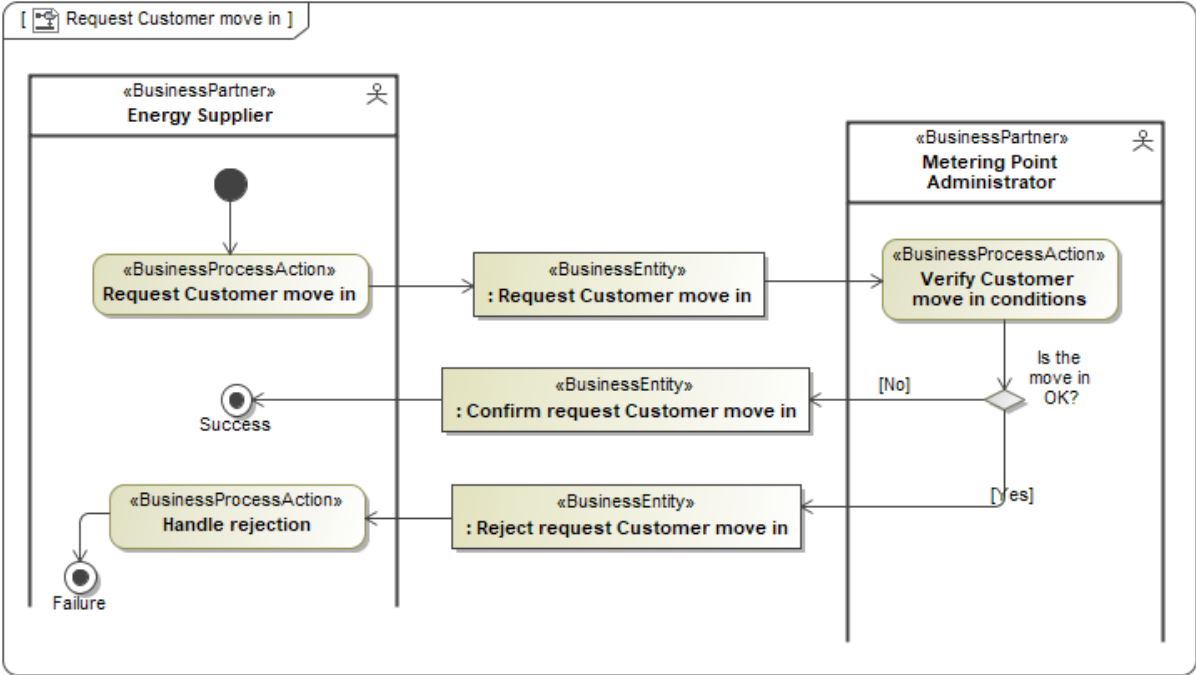 [ Request Customer move in ]
«BusinessPartner»
Energy Supplier
«BusinessPartner»
Metering Point
Administrator
«BusinessProcessAction»
Request Customer move in
«BusinessEntity»
: Request Customer move in
«BusinessProcessAction»
Verify Customer
move in conditions
Is the
move in
OK?
[No]
«BusinessEntity»
: Confirm request Customer move in
Success
[Yes]
«BusinessEntity»
: Reject request Customer move in
«BusinessProcessAction»
Handle rejection
Failure